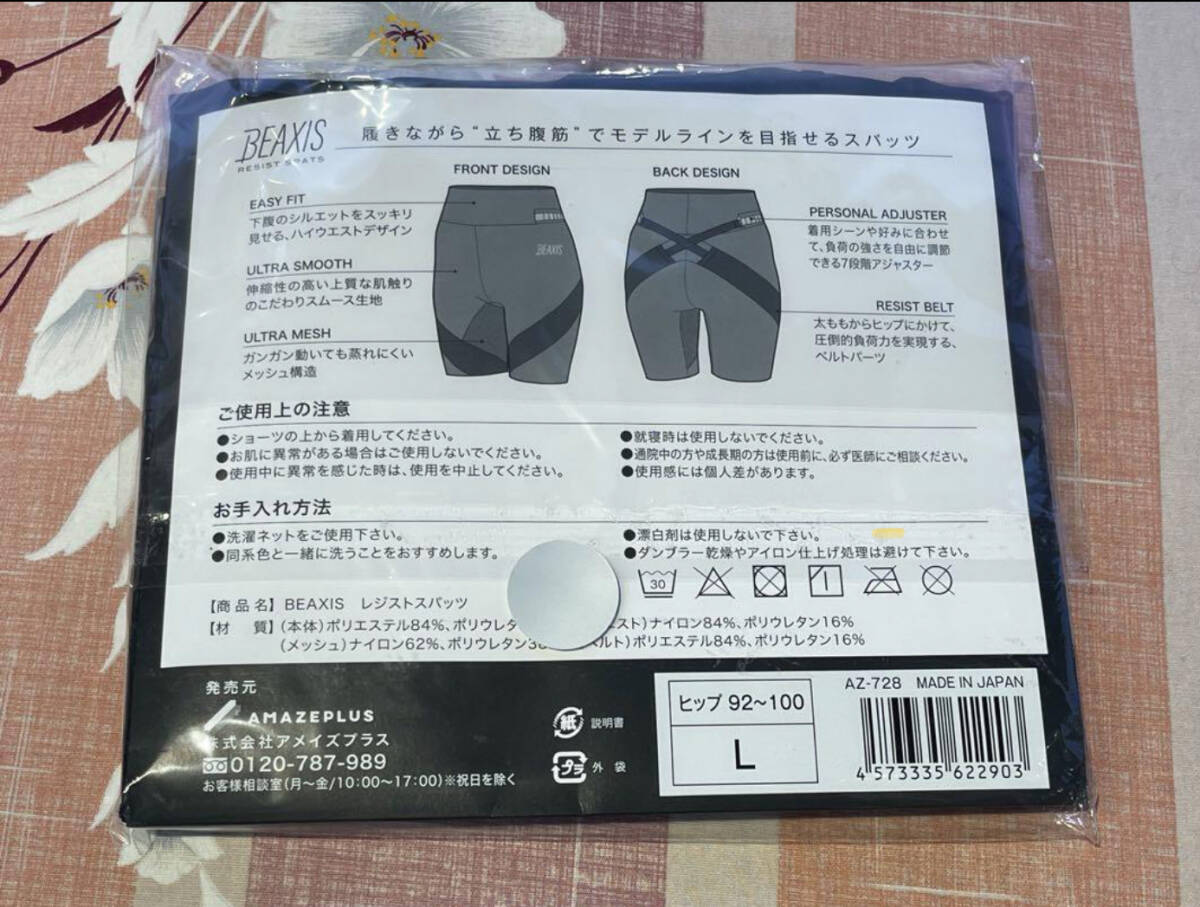 BEAXIS
RESIST SPATS
履きながら“立ち腹筋”でモデルラインを目指せるスパッツ
FRONT DESIGN
BACK DESIGN
EASY FIT
下腹のシルエットをスッキリ
見せる、ハイウエストデザイン
ULTRA SMOOTH
伸縮性の高い上質な肌触り
のこだわりスムース生地
ULTRA MESH
ガンガン動いても蒸れにくい
メッシュ構造
BEAXIS
PERSONAL ADJUSTER
着用シーンや好みに合わせ
て、負荷の強さを自由に調節
できる7段階アジャスター
RESIST BELT
太ももからヒップにかけて、
圧倒的負荷力を実現する、
ベルトパーツ
ご使用上の注意
●ショーツの上から着用してください。
●お肌に異常がある場合はご使用しないでください。
●使用中に異常を感じた時は、使用を中止してください。
●就寝時は使用しないでください。
●通院中の方や成長期の方は使用前に、必ず医師にご相談ください。
●使用感には個人差があります。
お手入れ方法
●洗濯ネットをご使用下さい。
●同系色と一緒に洗うことをおすすめします。
●漂白剤は使用しないで下さい。
●タンブラー乾燥やアイロン仕上げ処理は避けて下さい。
30
【商品名】BEAXIS レジストスパッツ
【材 質】(本体)ポリエステル84%、ポリウレタ スト)ナイロン84%、ポリウレタン16%
(メッシュ)ナイロン62%、ポリウレタン38 ベルト)ポリエステル84%、ポリウレタン16%
発売元
AMAZEPLUS
株式会社アメイズプラス
0120-787-989
お客様相談室(月〜金/10:00〜17:00)※祝日を除く
紙 説明書
プラ 外袋
ヒップ 92〜100
L
AZ-728 MADE IN JAPAN
4 573335 622903